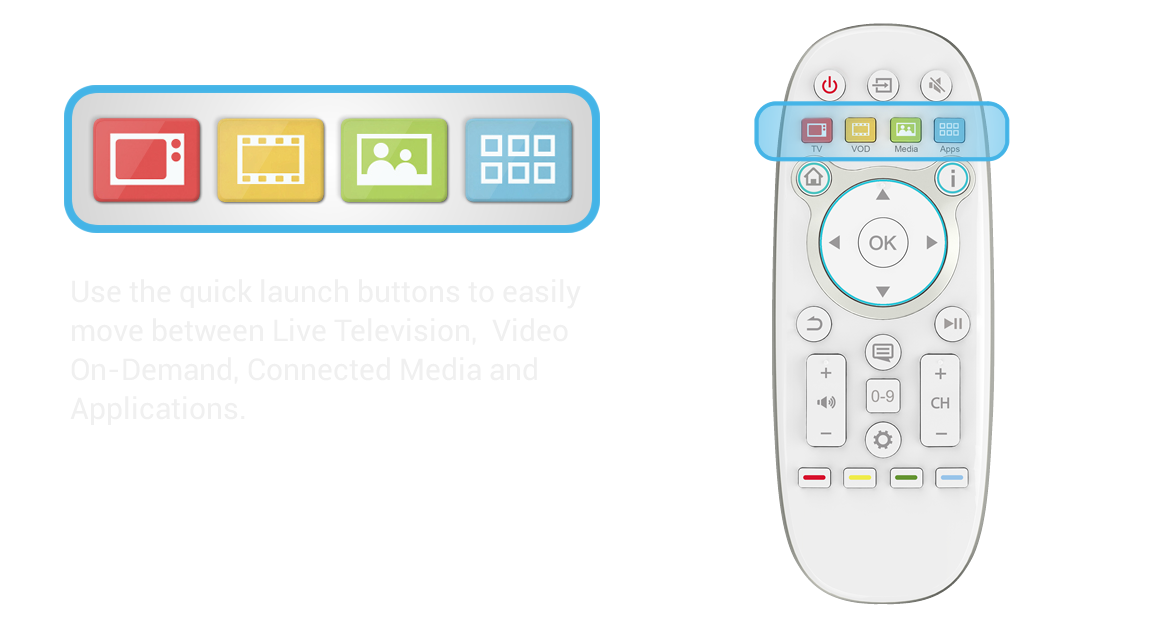 Use the quick launch buttons to easily
move between Live Television, Video
On-Demand, Connected Media and
Applications.
TV VOD Media Apps
i
OK
0-9
CH